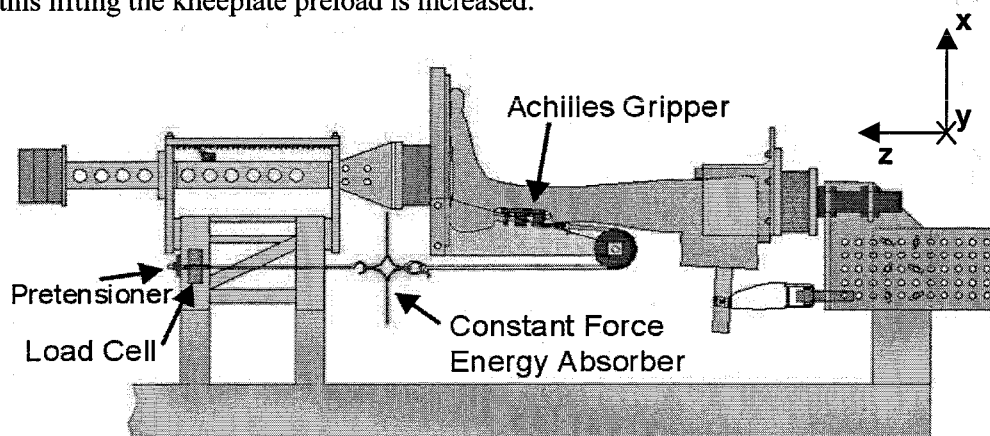 this lifting the kneeplate preload is increased.
x
Achilles Gripper
y
z
Pretensioner
Load Cell
Constant Force
Energy Absorber